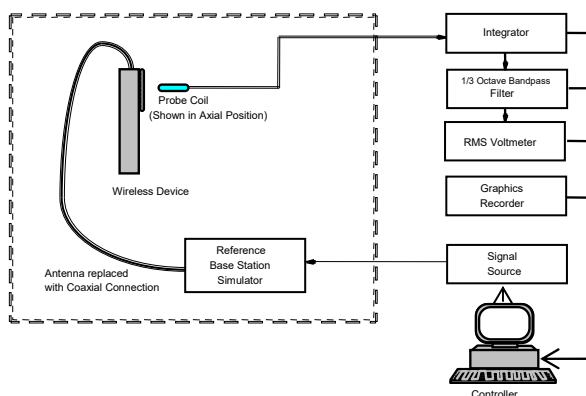 Integrator
1/3 Octave Bandpass
Filter
RMS Voltmeter
Graphics
Recorder
Probe Coil
(Shown in Axial Position)
Wireless Device
Reference
Base Station
Simulator
Antenna replaced
with Coaxial Connection
Signal
Source
Controller